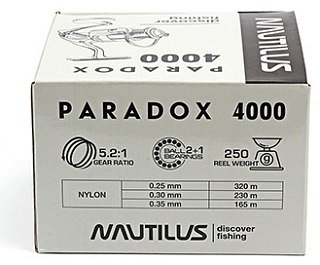 discover
fishing
PARADOX
4000
PARADOX 4000
5.2:1
GEAR RATIO
BALL 2+1
BEARINGS
250
REEL WEIGHT
g
NYLON
0.25 mm 320 m
0.30 mm 230 m
0.35 mm 165 m
NAUTILUS discover
fishing